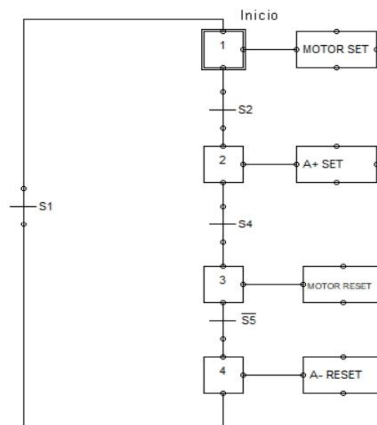 Inicio
1
MOTOR SET
S2
2
A+ SET
S1
S4
3
MOTOR RESET
S5
4
A- RESET